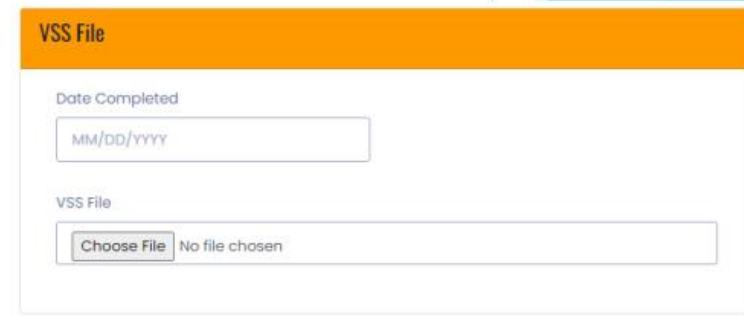 VSS File
Date Completed
MM/DD/YYYY
VSS File
Choose File No file chosen